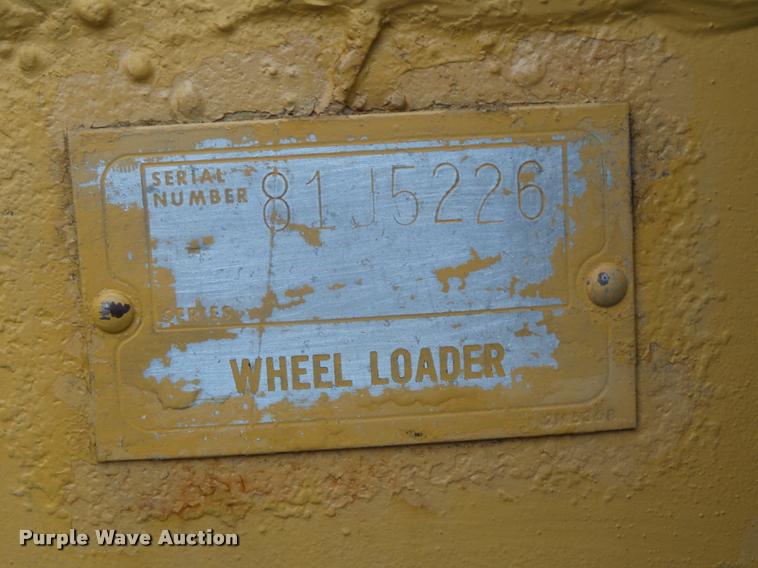 SERIAL
NUMBER 81J5226
SERIES
WHEEL LOADER
Purple Wave Auction